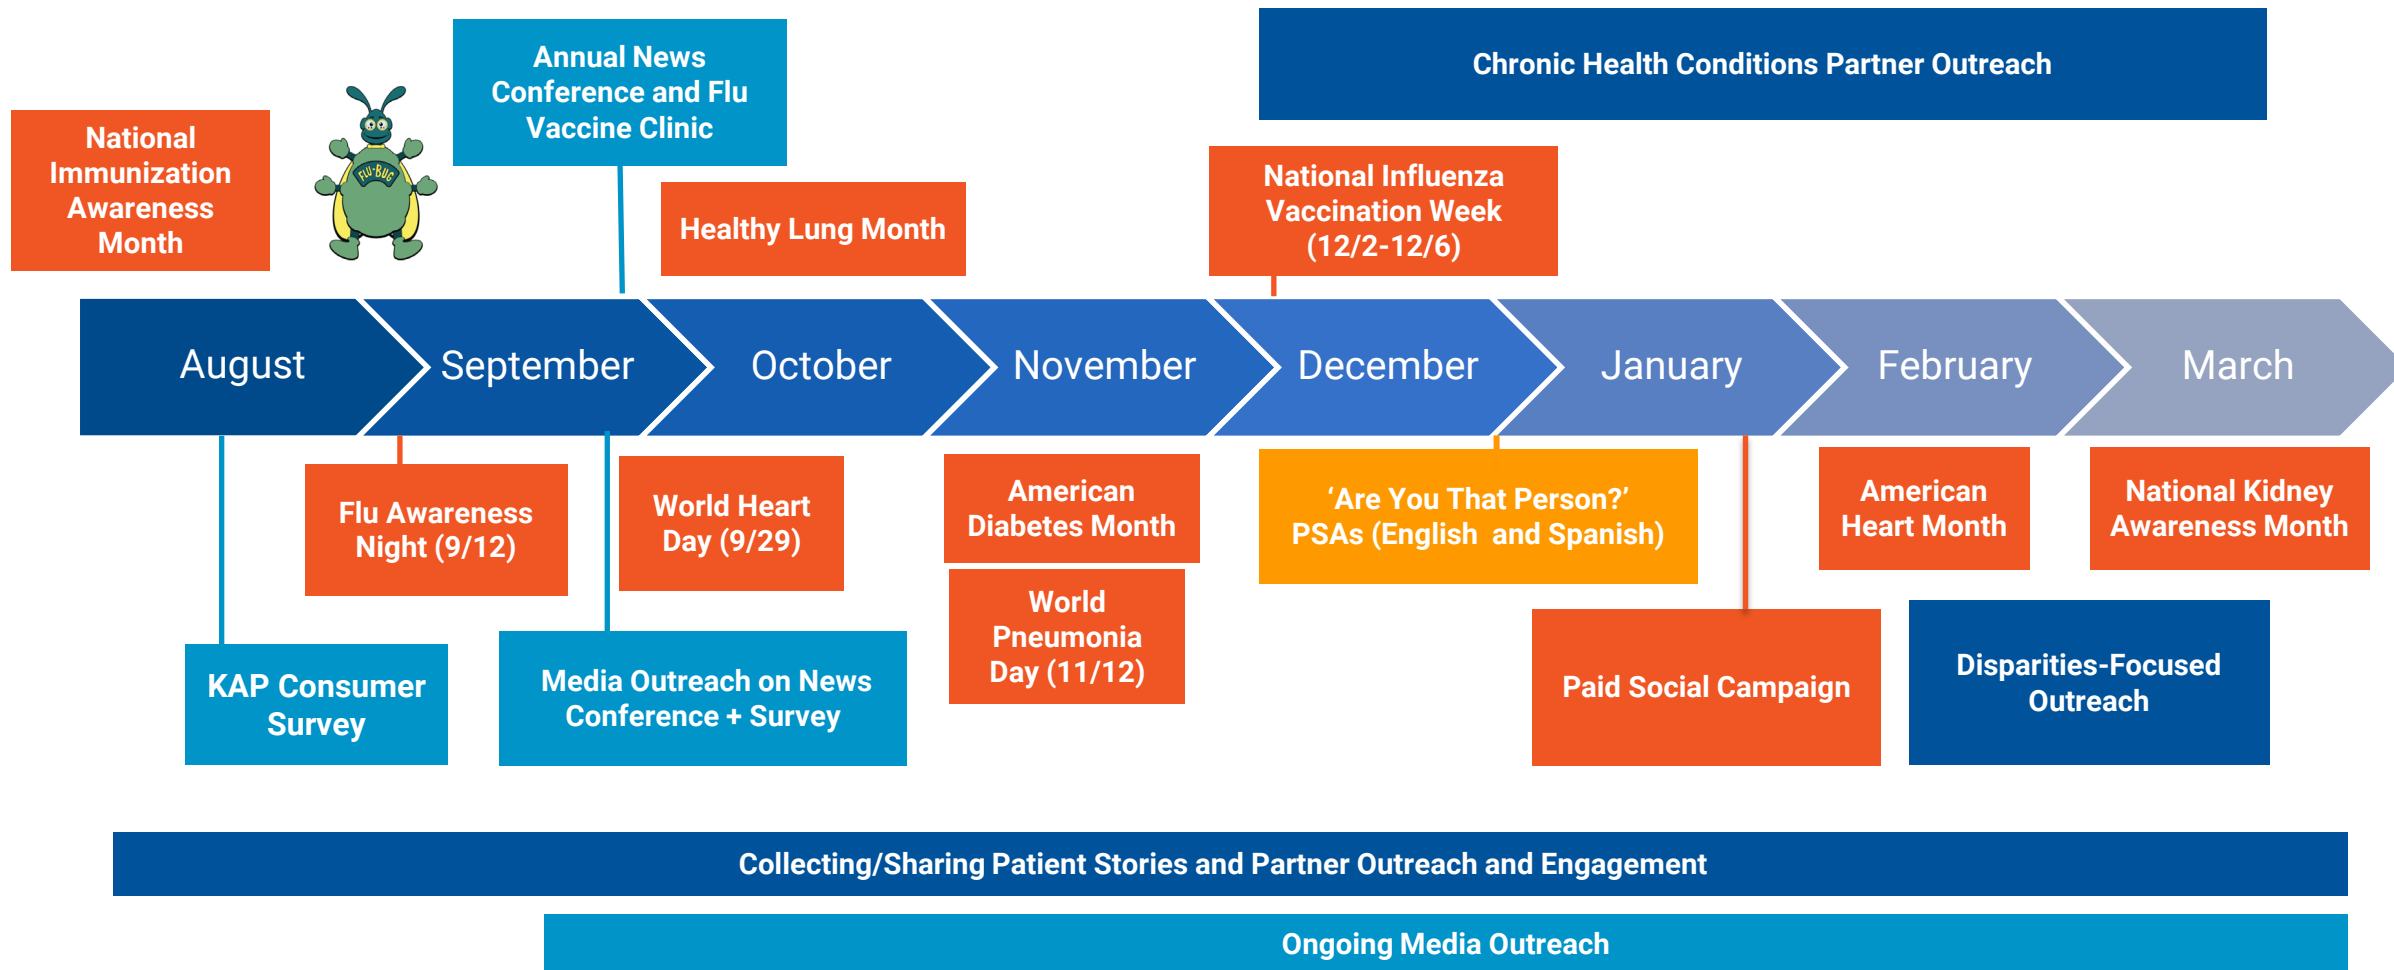 Annual News
Conference and Flu
Vaccine Clinic
Chronic Health Conditions Partner Outreach
National
Immunization
Awareness
Month
FLU-BUG
Healthy Lung Month
National Influenza
Vaccination Week
(12/2-12/6)
August
September
October
November
December
January
February
March
Flu Awareness
Night (9/12)
World Heart
Day (9/29)
American
Diabetes Month
World
Pneumonia
Day (11/12)
‘Are You That Person?’
PSAs (English and Spanish)
American
Heart Month
National Kidney
Awareness Month
KAP Consumer
Survey
Media Outreach on News
Conference + Survey
Paid Social Campaign
Disparities-Focused
Outreach
Collecting/Sharing Patient Stories and Partner Outreach and Engagement
Ongoing Media Outreach